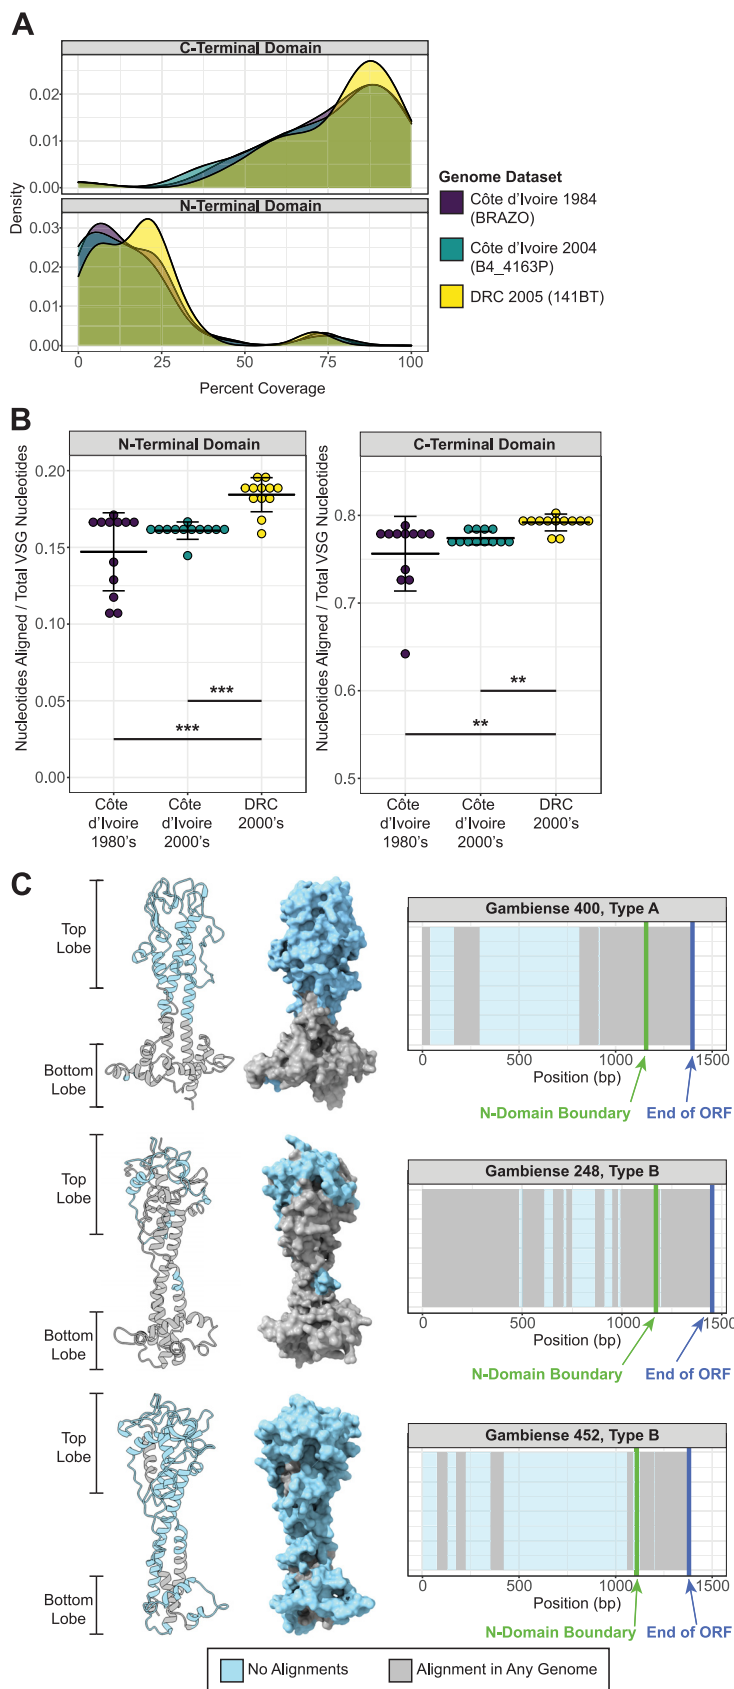 A
C-Terminal Domain
0.02
0.01
0.00
N-Terminal Domain
0.03
0.02
0.01
0.00
Density
0
25
50
75
100
Percent Coverage
Genome Dataset
Côte d'Ivoire 1984
(BRAZO)
Côte d'Ivoire 2004
(B4_4163P)
DRC 2005 (141BT)
B
N-Terminal Domain
Nucleotides Aligned / Total VSG Nucleotides
0.20
0.15
0.10
0.05
0.00
***
***
Côte
d'Ivoire
1980's
Côte
d'Ivoire
2000's
DRC
2000's
C-Terminal Domain
Nucleotides Aligned / Total VSG Nucleotides
0.8
0.7
0.6
0.5
**
**
Côte
d'Ivoire
1980's
Côte
d'Ivoire
2000's
DRC
2000's
C
Top
Lobe
Bottom
Lobe
Gambiense 400, Type A
0
500
1000
1500
Position (bp)
N-Domain Boundary
End of ORF
Top
Lobe
Bottom
Lobe
Gambiense 248, Type B
0
500
1000
1500
Position (bp)
N-Domain Boundary
End of ORF
Top
Lobe
Bottom
Lobe
Gambiense 452, Type B
0
500
1000
1500
Position (bp)
N-Domain Boundary
End of ORF
No Alignments
Alignment in Any Genome